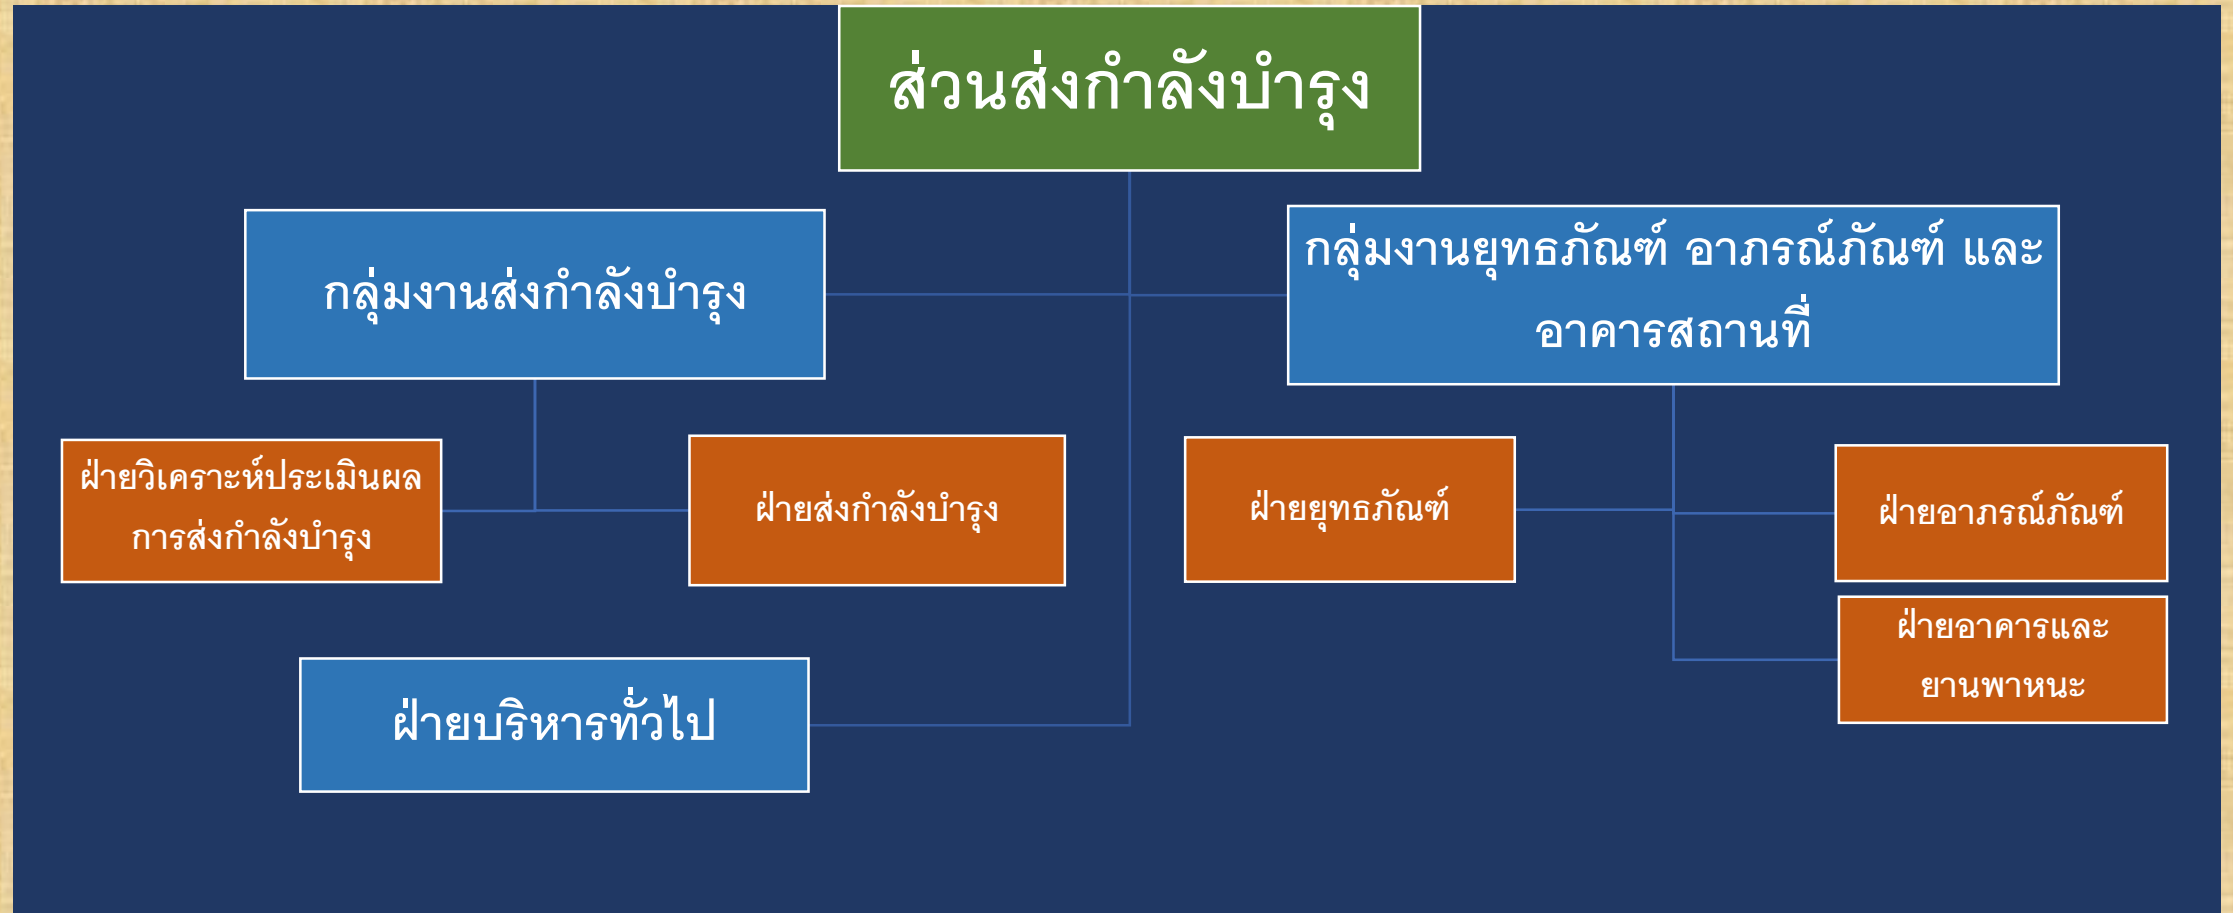 ส่วนส่งกำลังบำรุง
กลุ่มงานส่งกำลังบำรุง
กลุ่มงานยุทธภัณฑ์ อาภรณ์ภัณฑ์ และ
อาคารสถานที่
ฝ่ายวิเคราะห์ประเมินผล
การส่งกำลังบำรุง
ฝ่ายส่งกำลังบำรุง
ฝ่ายยุทธภัณฑ์
ฝ่ายอาภรณ์ภัณฑ์
ฝ่ายอาคารและ
ยานพาหนะ
ฝ่ายบริหารทั่วไป